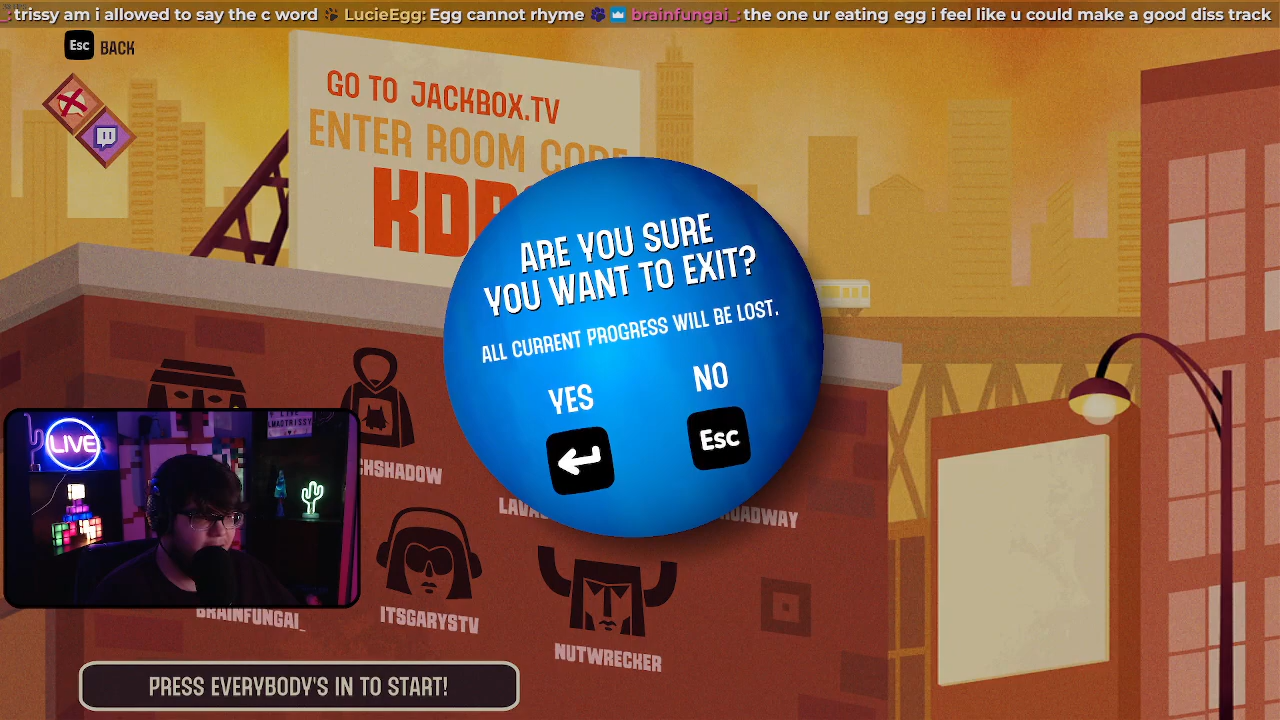 trissy am i allowed to say the c word LucieEgg: Egg cannot rhyme brainfungai_: the one ur eating egg i feel like u could make a good diss track
Esc BACK
GO TO JACKBOX.TV
ENTER ROOM CODE
ARE YOU SURE
YOU WANT TO EXIT?
ALL CURRENT PROGRESS WILL BE LOST.
YES NO
Esc
LIVE
LIVE
BRAINFUNGAI_
ITSGARYSTV
NUTWRECKER
PRESS EVERYBODY'S IN TO START!